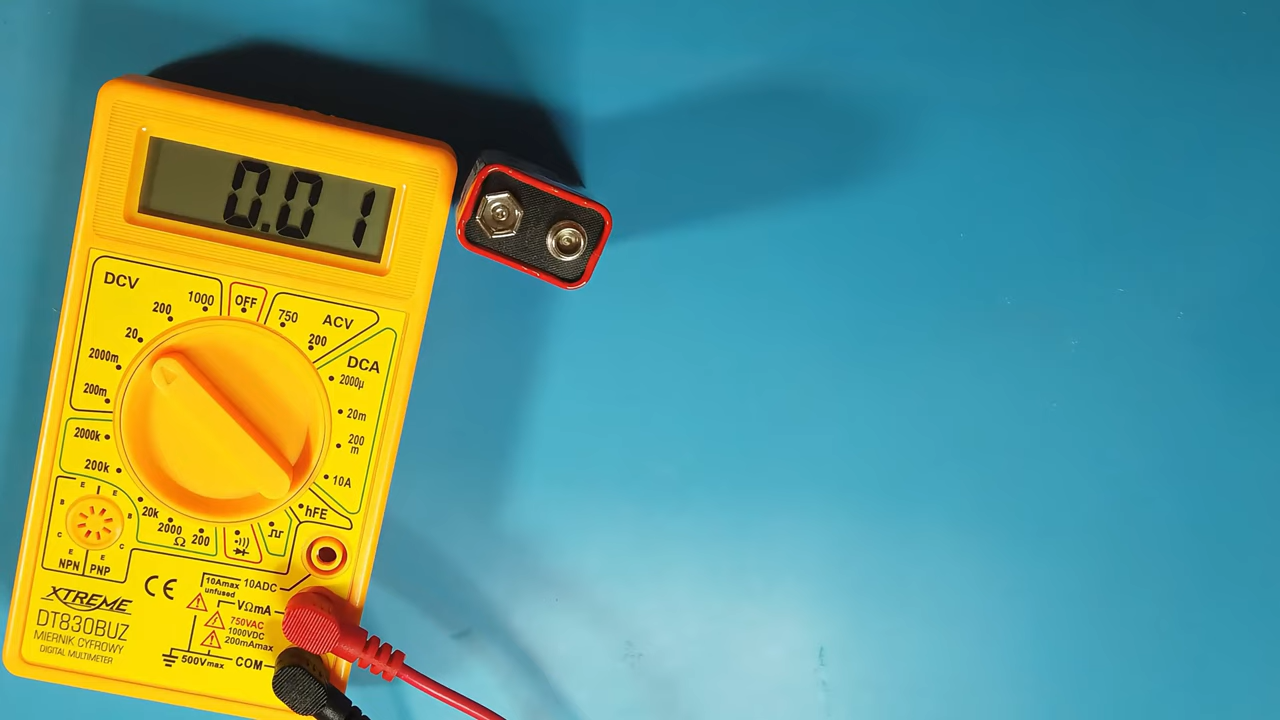 0.01
DCV
OFF
1000
200
20
2000m
200m
750
ACV
200
DCA
2000µ
20m
200
m
10A
2000k
200k
20k
2000
Ω
200
hFE
E
E
B
B
C
C
E
E
NPN
PNP
CE
10Amax
unfused
10ADC
VΩmA
750VAC
1000VDC
200mAmax
500Vmax
COM
XTREME
DT830BUZ
MIERNIK CYFROWY
DIGITAL MULTIMETER